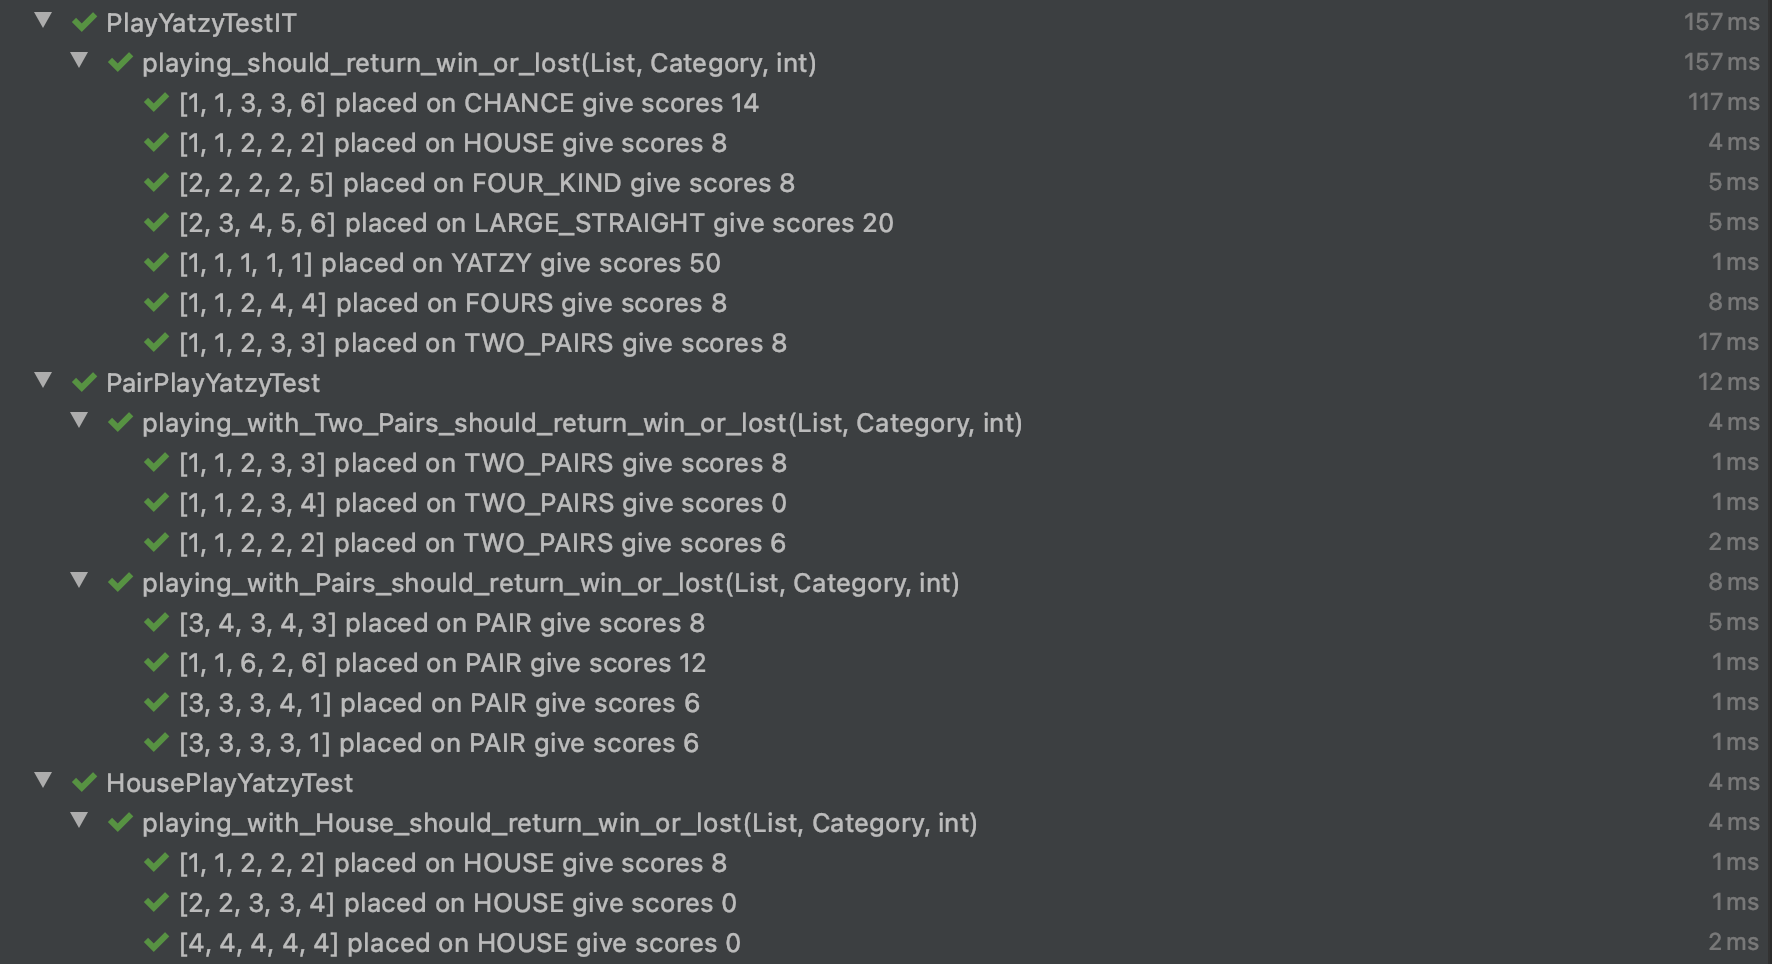 PlayYatzyTestIT 157 ms
playing_should_return_win_or_lost(List, Category, int) 157 ms
[1, 1, 3, 3, 6] placed on CHANCE give scores 14 117 ms
[1, 1, 2, 2, 2] placed on HOUSE give scores 8 4 ms
[2, 2, 2, 2, 5] placed on FOUR_KIND give scores 8 5 ms
[2, 3, 4, 5, 6] placed on LARGE_STRAIGHT give scores 20 5 ms
[1, 1, 1, 1, 1] placed on YATZY give scores 50 1 ms
[1, 1, 2, 4, 4] placed on FOURS give scores 8 8 ms
[1, 1, 2, 3, 3] placed on TWO_PAIRS give scores 8 17 ms
PairPlayYatzyTest 12 ms
playing_with_Two_Pairs_should_return_win_or_lost(List, Category, int) 4 ms
[1, 1, 2, 3, 3] placed on TWO_PAIRS give scores 8 1 ms
[1, 1, 2, 3, 4] placed on TWO_PAIRS give scores 0 1 ms
[1, 1, 2, 2, 2] placed on TWO_PAIRS give scores 6 2 ms
playing_with_Pairs_should_return_win_or_lost(List, Category, int) 8 ms
[3, 4, 3, 4, 3] placed on PAIR give scores 8 5 ms
[1, 1, 6, 2, 6] placed on PAIR give scores 12 1 ms
[3, 3, 3, 4, 1] placed on PAIR give scores 6 1 ms
[3, 3, 3, 3, 1] placed on PAIR give scores 6 1 ms
HousePlayYatzyTest 4 ms
playing_with_House_should_return_win_or_lost(List, Category, int) 4 ms
[1, 1, 2, 2, 2] placed on HOUSE give scores 8 1 ms
[2, 2, 3, 3, 4] placed on HOUSE give scores 0 1 ms
[4, 4, 4, 4, 4] placed on HOUSE give scores 0 2 ms